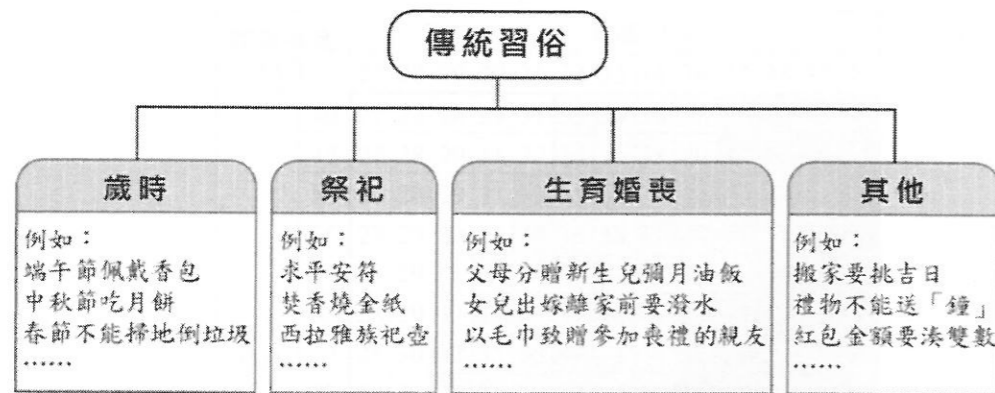 傳統習俗
歲時
例如：
端午節佩戴香包
中秋節吃月餅
春節不能掃地倒垃圾
……
祭祀
例如：
求平安符
焚香燒金紙
西拉雅族祀壺
……
生育婚喪
例如：
父母分贈新生兒彌月油飯
女兒出嫁離家前要潑水
以毛巾致贈參加喪禮的親友
……
其他
例如：
搬家要挑吉日
禮物不能送「鐘」
紅包金額要湊雙數
……